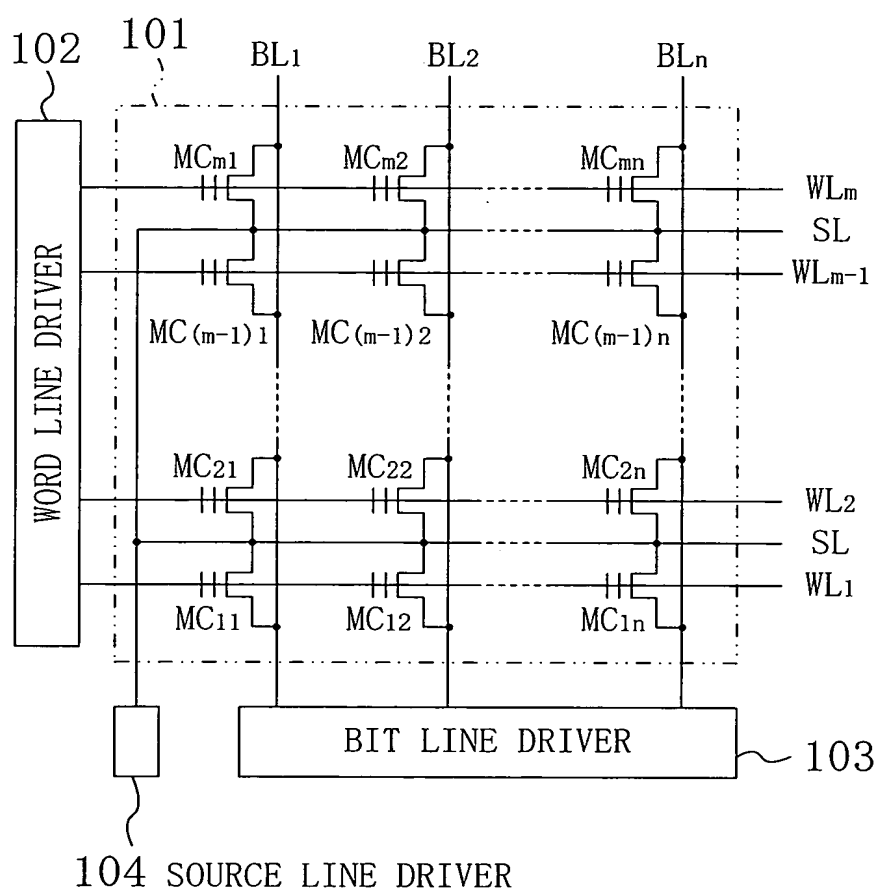 102 101 BL1 BL2 BLn
MCm1 MCm2 MCmn
WLm
SL
WLm-1
MC(m-1)1 MC(m-1)2 MC(m-1)n
WORD LINE DRIVER
MC21 MC22 MC2n
WL2
SL
WL1
MC11 MC12 MC1n
BIT LINE DRIVER
103
104 SOURCE LINE DRIVER